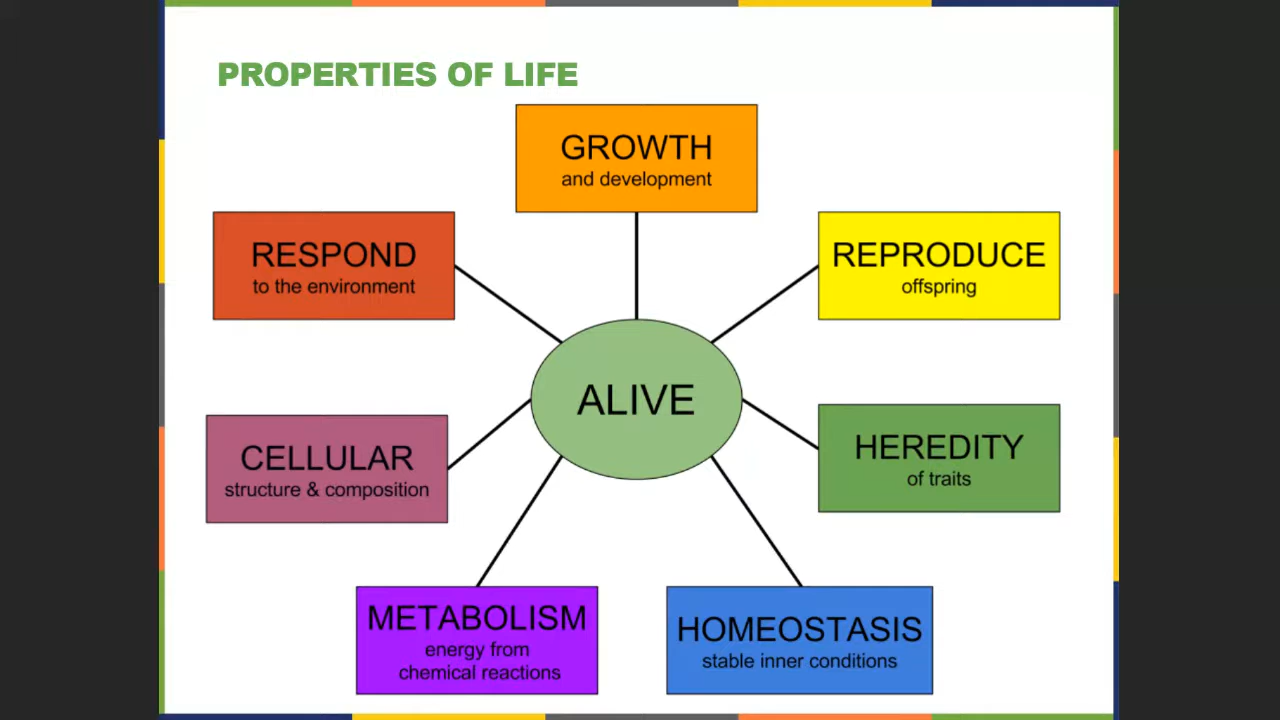 PROPERTIES OF LIFE
GROWTH
and development
RESPOND
to the environment
REPRODUCE
offspring
ALIVE
CELLULAR
structure & composition
HEREDITY
of traits
METABOLISM
energy from
chemical reactions
HOMEOSTASIS
stable inner conditions